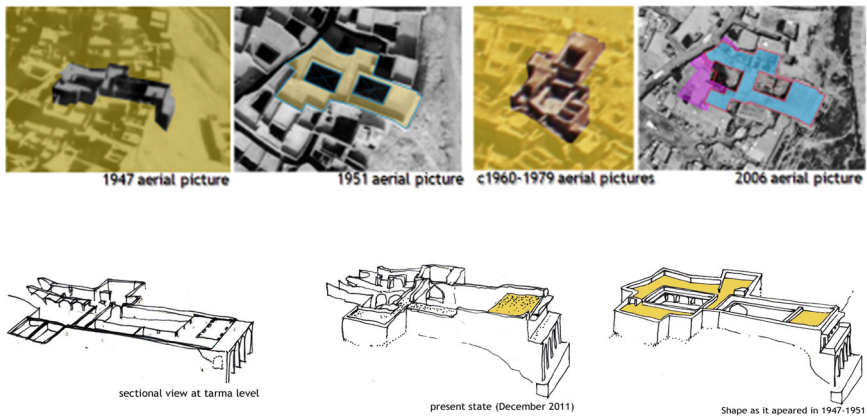 1947 aerial picture
1951 aerial picture
c1960-1979 aerial pictures
2006 aerial picture
sectional view at tarma level
present state (December 2011)
Shape as it appeared in 1947-1951